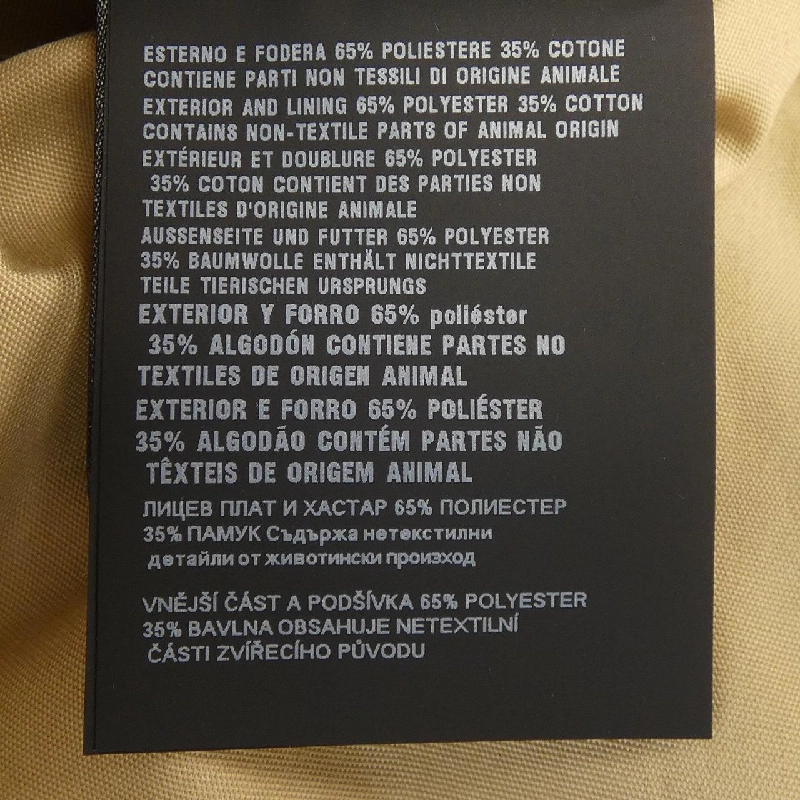 ESTERNO E FODERA 65% POLIESTERE 35% COTONE
CONTIENE PARTI NON TESSILI DI ORIGINE ANIMALE
EXTERIOR AND LINING 65% POLYESTER 35% COTTON
CONTAINS NON-TEXTILE PARTS OF ANIMAL ORIGIN
EXTÉRIEUR ET DOUBLURE 65% POLYESTER
35% COTON CONTIENT DES PARTIES NON
TEXTILES D'ORIGINE ANIMALE
AUSSENSEITE UND FUTTER 65% POLYESTER
35% BAUMWOLLE ENTHÄLT NICHTTEXTILE
TEILE TIERISCHEN URSPRUNGS
EXTERIOR Y FORRO 65% poliéster
35% ALGODÓN CONTIENE PARTES NO
TEXTILES DE ORIGEN ANIMAL
EXTERIOR E FORRO 65% POLIÉSTER
35% ALGODÃO CONTÉM PARTES NÃO
TÊXTEIS DE ORIGEM ANIMAL
ЛИЦЕВ ПЛАТ И ХАСТАР 65% ПОЛИЕСТЕР
35% ПАМУК Съдържа нетекстилни
детайли от животински произход
VNĚJŠÍ ČÁST A PODŠÍVKA 65% POLYESTER
35% BAVLNA OBSAHUJE NETEXTILNÍ
ČÁSTI ZVÍŘECÍHO PŮVODU